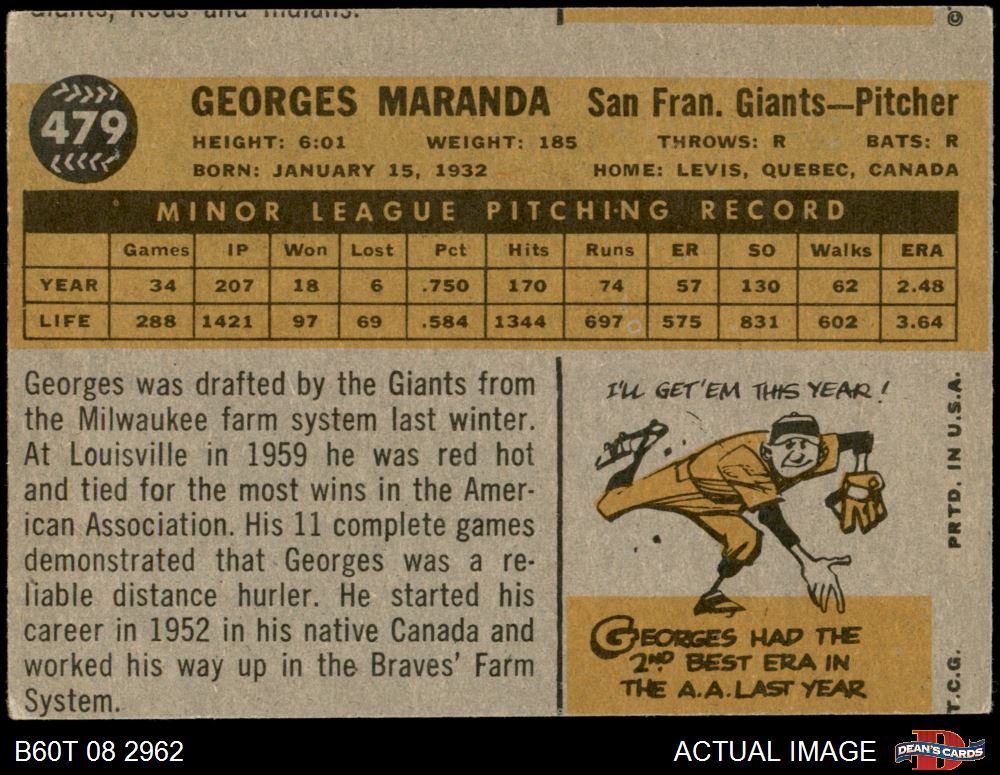 Giants, Reds and Indians.
©
479
GEORGES MARANDA San Fran. Giants—Pitcher
HEIGHT: 6:01 WEIGHT: 185 THROWS: R BATS: R
BORN: JANUARY 15, 1932 HOME: LEVIS, QUEBEC, CANADA
MINOR LEAGUE PITCHING RECORD
Games IP Won Lost Pct Hits Runs ER SO Walks ERA
YEAR 34 207 18 6 .750 170 74 57 130 62 2.48
LIFE 288 1421 97 69 .584 1344 697 575 831 602 3.64
Georges was drafted by the Giants from
the Milwaukee farm system last winter.
At Louisville in 1959 he was red hot
and tied for the most wins in the Amer-
ican Association. His 11 complete games
demonstrated that Georges was a re-
liable distance hurler. He started his
career in 1952 in his native Canada and
worked his way up in the Braves' Farm
System.
I'LL GET 'EM THIS YEAR!
GEORGES HAD THE
2ND BEST ERA IN
THE A.A. LAST YEAR
T.C.G. PRTD. IN U.S.A.
B60T 08 2962 ACTUAL IMAGE
D
DEAN'S CARDS